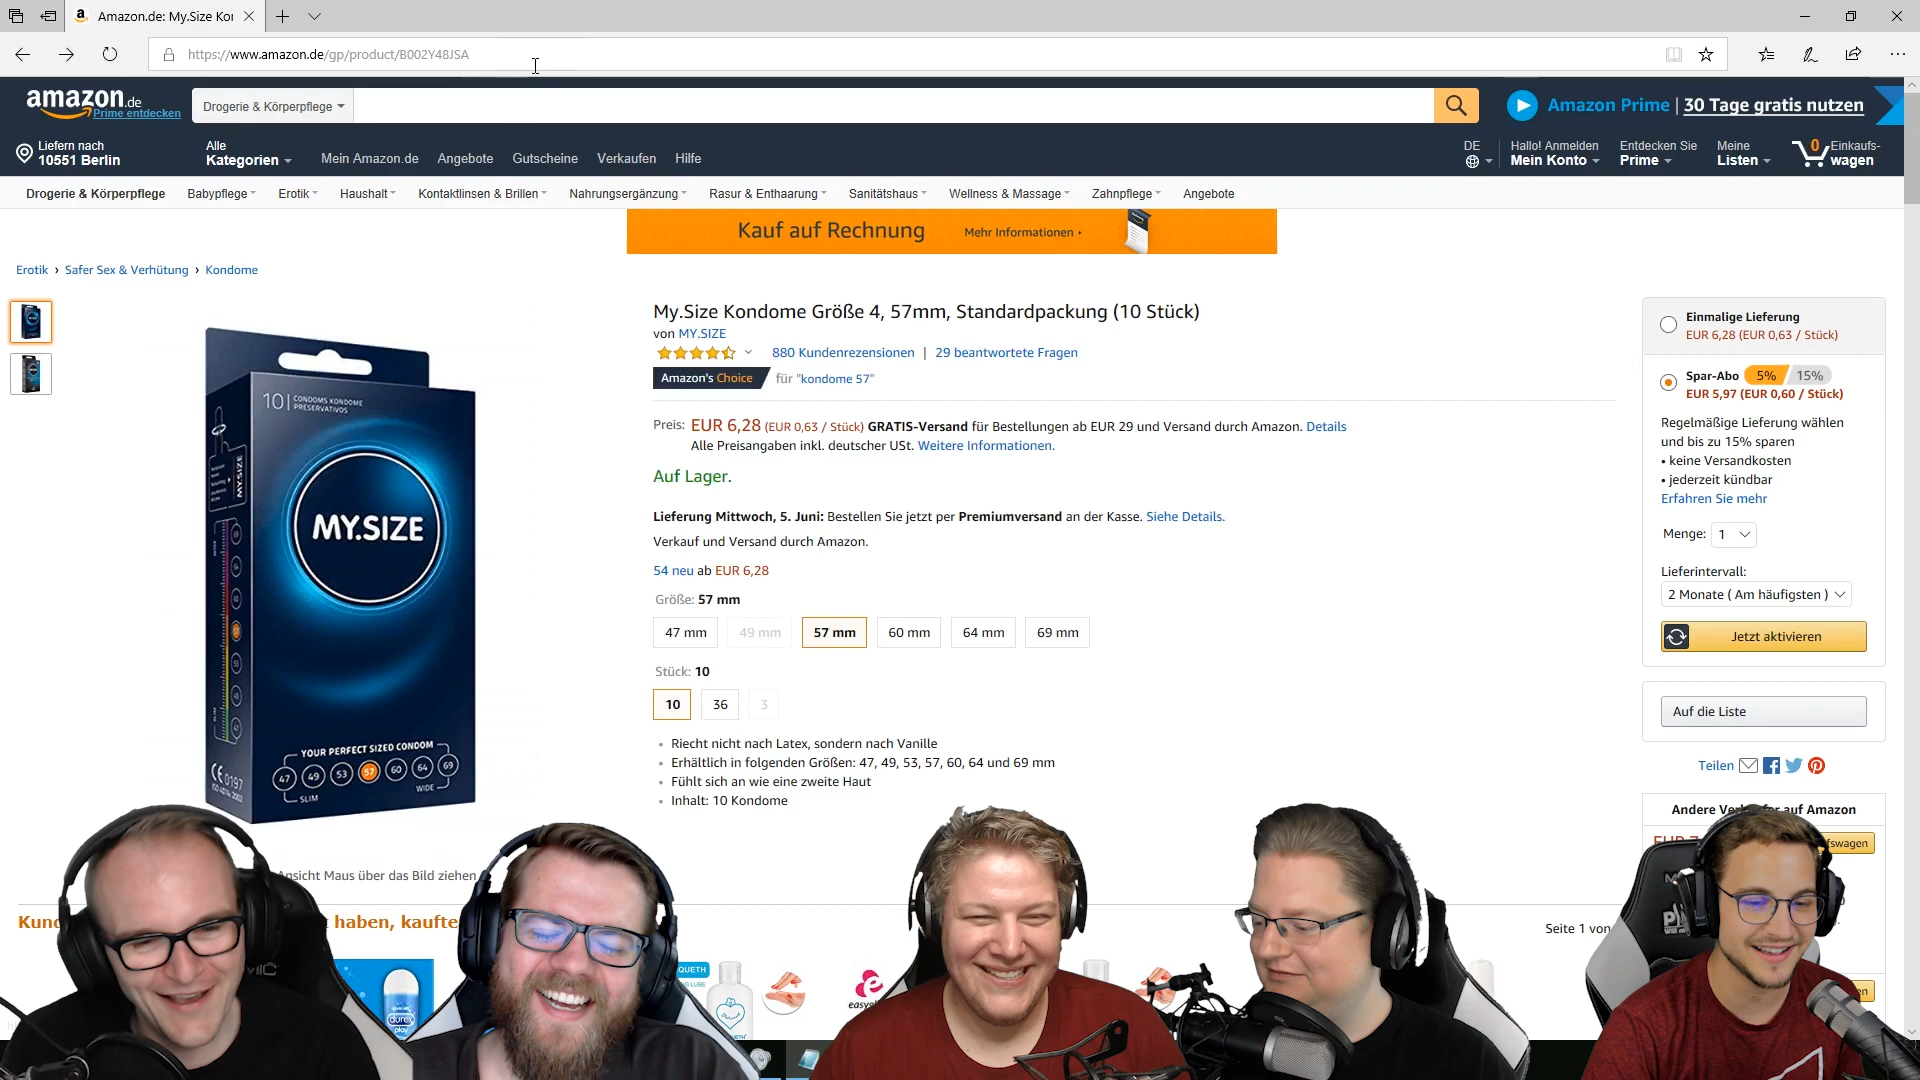 Amazon.de: My.Size Kor
https://www.amazon.de/gp/product/B002Y48JSA
amazon.de
Prime entdecken
Drogerie & Körperpflege
Amazon Prime | 30 Tage gratis nutzen
Liefern nach
10551 Berlin
Alle
Kategorien
Mein Amazon.de
Angebote
Gutscheine
Verkaufen
Hilfe
DE
Hallo! Anmelden
Mein Konto
Entdecken Sie
Prime
Meine
Listen
0
Einkaufs-
wagen
Drogerie & Körperpflege
Babypflege
Erotik
Haushalt
Kontaktlinsen & Brillen
Nahrungsergänzung
Rasur & Enthaarung
Sanitätshaus
Wellness & Massage
Zahnpflege
Angebote
Kauf auf Rechnung
Mehr Informationen
Erotik › Safer Sex & Verhütung › Kondome
10 CONDOMS KONDOME
PRESERVATIVOS
MY.SIZE
MY.SIZE
YOUR PERFECT SIZED CONDOM
47 49 53 57 60 64 69
SLIM
WIDE
CE 0197
My.Size Kondome Größe 4, 57mm, Standardpackung (10 Stück)
von MY.SIZE
880 Kundenrezensionen | 29 beantwortete Fragen
Amazon's Choice für "kondome 57"
Preis: EUR 6,28 (EUR 0,63 / Stück) GRATIS-Versand für Bestellungen ab EUR 29 und Versand durch Amazon. Details
Alle Preisangaben inkl. deutscher USt. Weitere Informationen.
Auf Lager.
Lieferung Mittwoch, 5. Juni: Bestellen Sie jetzt per Premiumversand an der Kasse. Siehe Details.
Verkauf und Versand durch Amazon.
54 neu ab EUR 6,28
Größe: 57 mm
47 mm
49 mm
57 mm
60 mm
64 mm
69 mm
Stück: 10
10
36
3
• Riecht nicht nach Latex, sondern nach Vanille
• Erhältlich in folgenden Größen: 47, 49, 53, 57, 60, 64 und 69 mm
• Fühlt sich an wie eine zweite Haut
• Inhalt: 10 Kondome
Einmalige Lieferung
EUR 6,28 (EUR 0,63 / Stück)
Spar-Abo 5% 15%
EUR 5,97 (EUR 0,60 / Stück)
Regelmäßige Lieferung wählen
und bis zu 15% sparen
• keine Versandkosten
• jederzeit kündbar
Erfahren Sie mehr
Menge: 1
Lieferintervall:
2 Monate ( Am häufigsten )
Jetzt aktivieren
Auf die Liste
Teilen
Andere auf Amazon
Ansicht Maus über das Bild ziehen
haben, kaufte
Seite 1 von
durex
play